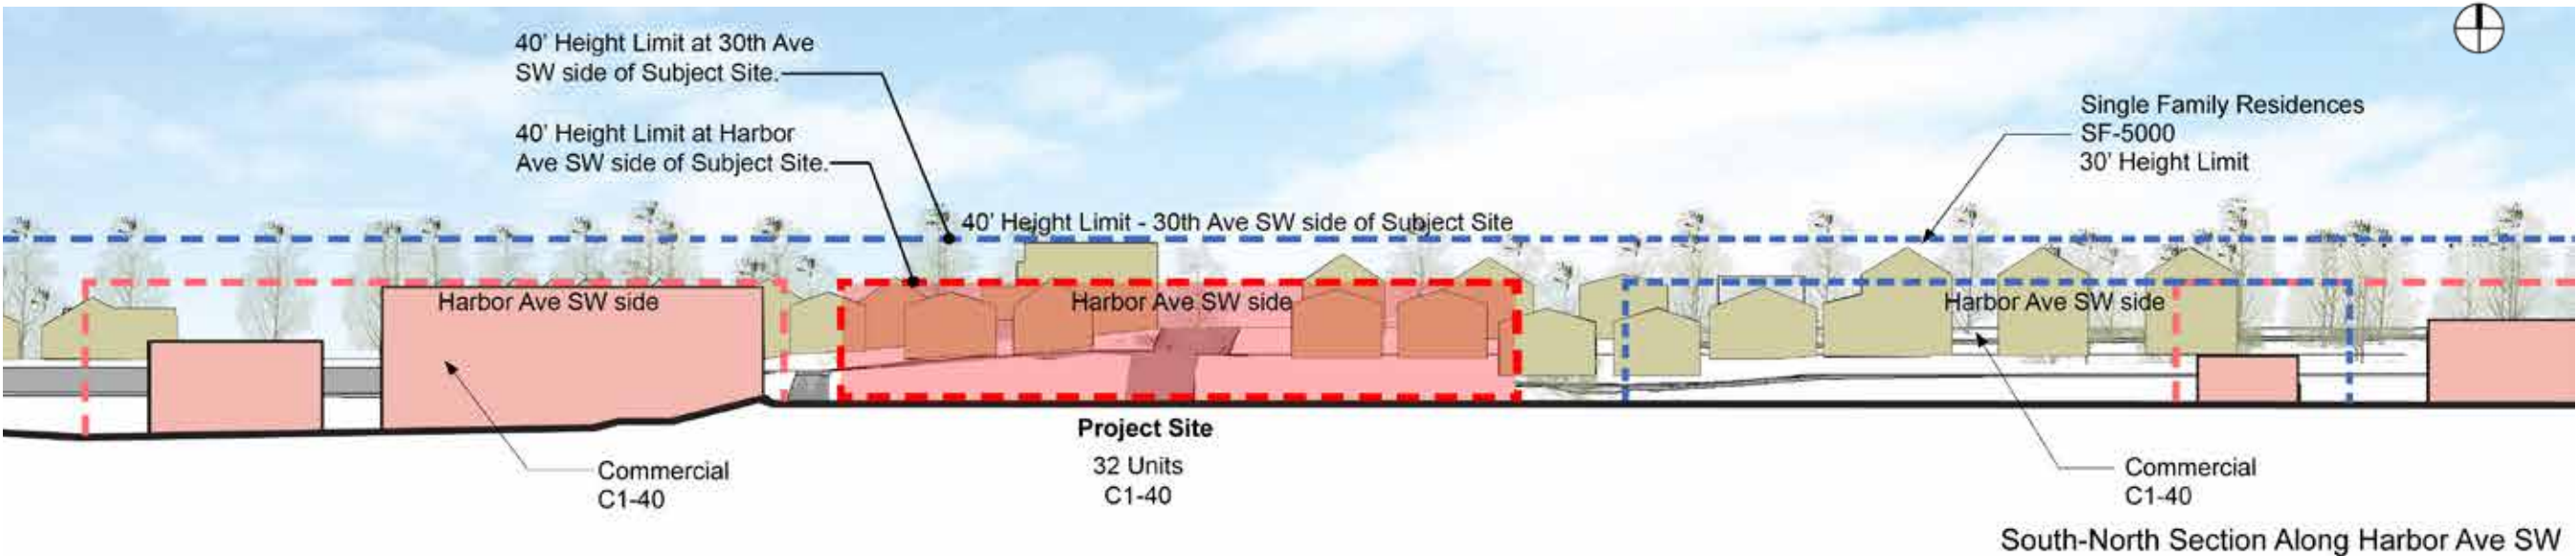 40' Height Limit at 30th Ave
SW side of Subject Site.
40' Height Limit at Harbor
Ave SW side of Subject Site.
Single Family Residences
SF-5000
30' Height Limit
40' Height Limit - 30th Ave SW side of Subject Site
Harbor Ave SW side
Harbor Ave SW side
Harbor Ave SW side
Project Site
32 Units
C1-40
Commercial
C1-40
Commercial
C1-40
South-North Section Along Harbor Ave SW